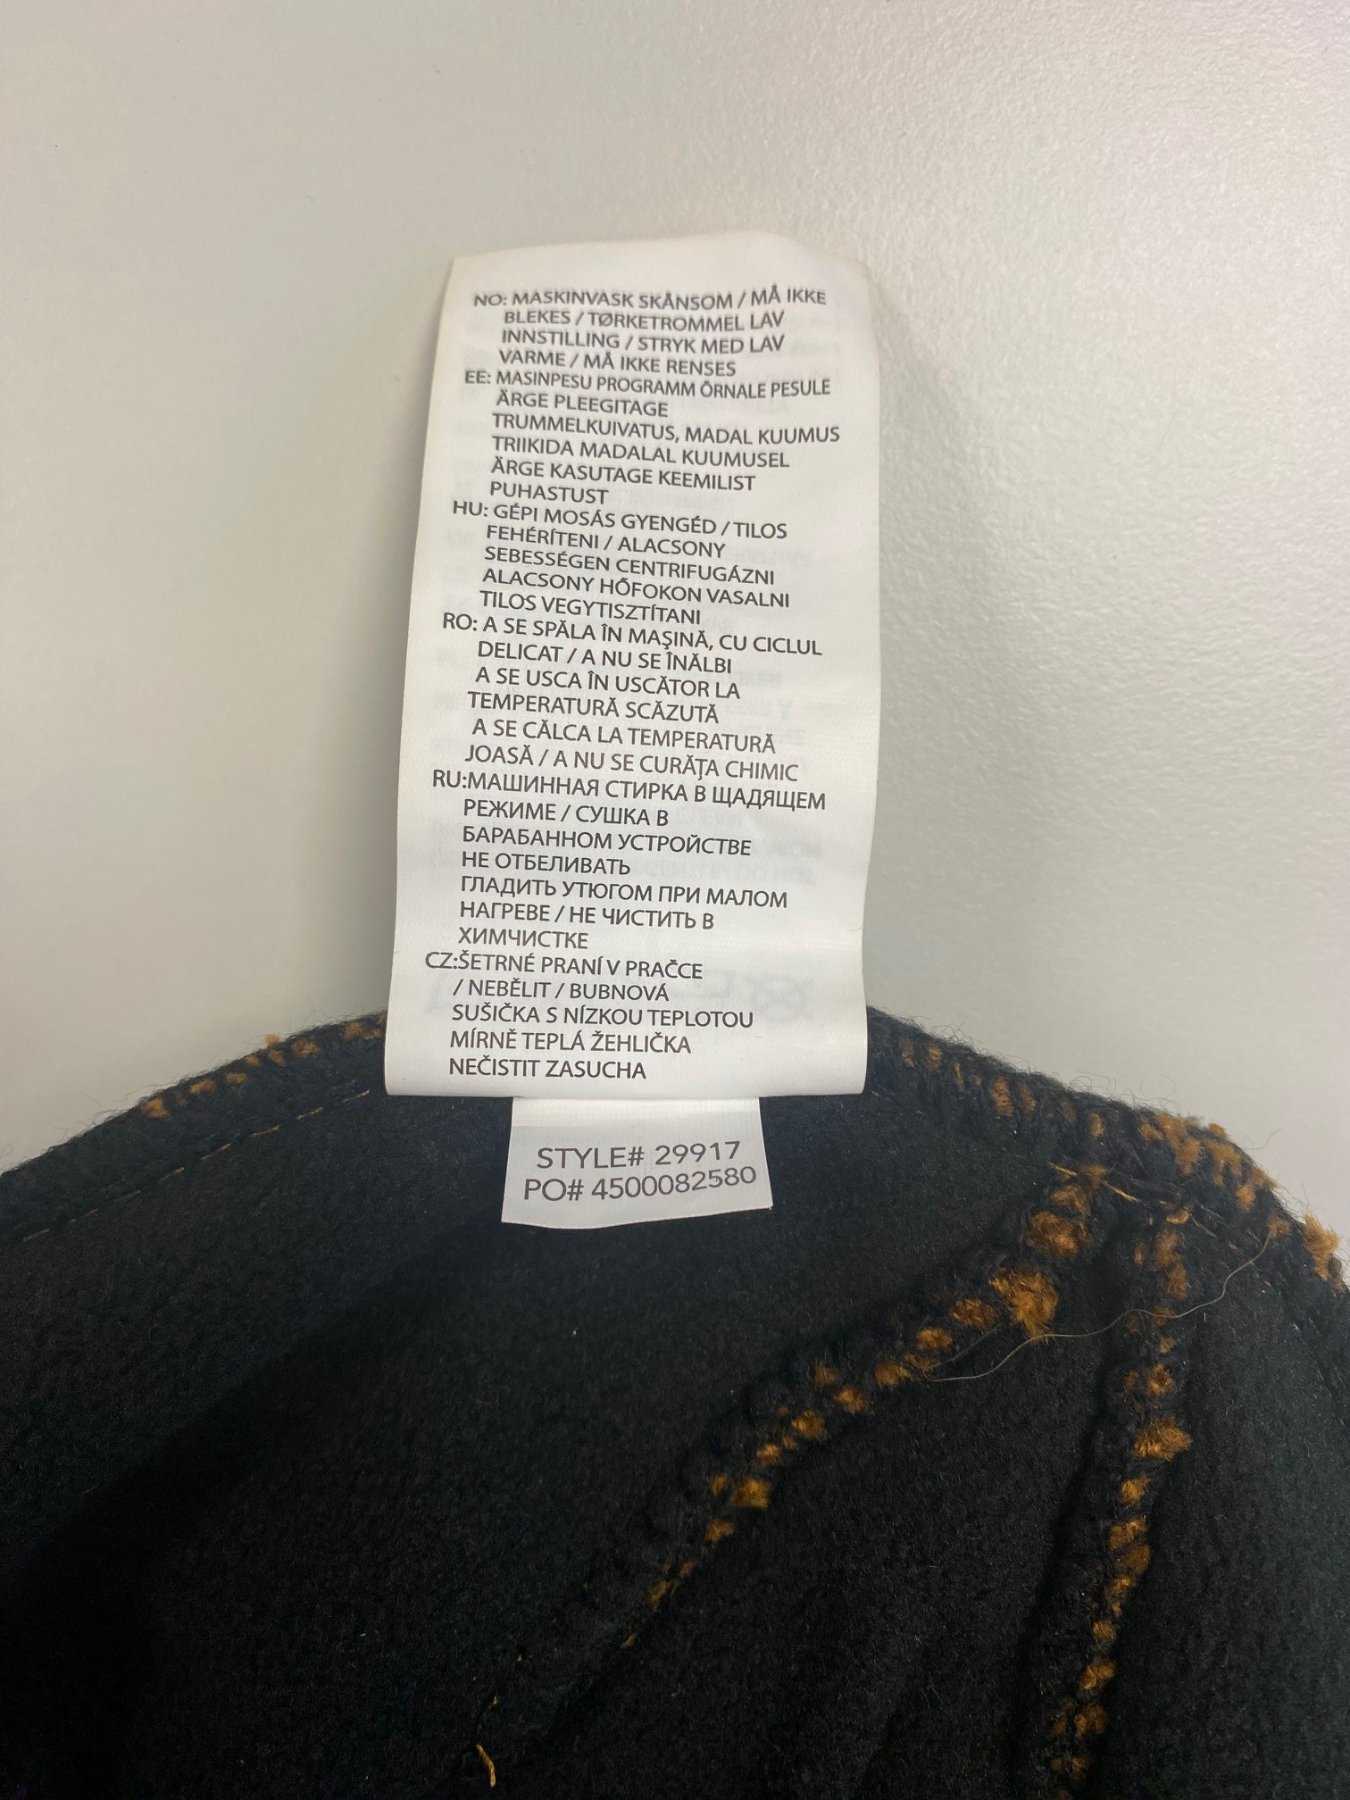 NO: MASKINVASK SKÅNSOM / MÅ IKKE
BLEKES / TØRKETROMMEL LAV
INNSTILLING / STRYK MED LAV
VARME / MÅ IKKE RENSES
EE: MASINPESU PROGRAMM ÕRNALE PESULE
ÄRGE PLEEGITAGE
TRUMMELKUIVATUS, MADAL KUUMUS
TRIIKIDA MADALAL KUUMUSEL
ÄRGE KASUTAGE KEEMILIST
PUHASTUST
HU: GÉPI MOSÁS GYENGÉD / TILOS
FEHÉRÍTENI / ALACSONY
SEBESSÉGEN CENTRIFUGÁZNI
ALACSONY HŐFOKON VASALNI
TILOS VEGYTISZTÍTANI
RO: A SE SPĂLA ÎN MAŞINĂ, CU CICLUL
DELICAT / A NU SE ÎNĂLBI
A SE USCA ÎN USCĂTOR LA
TEMPERATURĂ SCĂZUTĂ
A SE CĂLCA LA TEMPERATURĂ
JOASĂ / A NU SE CURĂŢA CHIMIC
RU:МАШИННАЯ СТИРКА В ЩАДЯЩЕМ
РЕЖИМЕ / СУШКА В
БАРАБАННОМ УСТРОЙСТВЕ
НЕ ОТБЕЛИВАТЬ
ГЛАДИТЬ УТЮГОМ ПРИ МАЛОМ
НАГРЕВЕ / НЕ ЧИСТИТЬ В
ХИМЧИСТКЕ
CZ:ŠETRNÉ PRANÍ V PRAČCE
/ NEBĚLIT / BUBNOVÁ
SUŠIČKA S NÍZKOU TEPLOTOU
MÍRNĚ TEPLÁ ŽEHLIČKA
NEČISTIT ZASUCHA
STYLE# 29917
PO# 4500082580